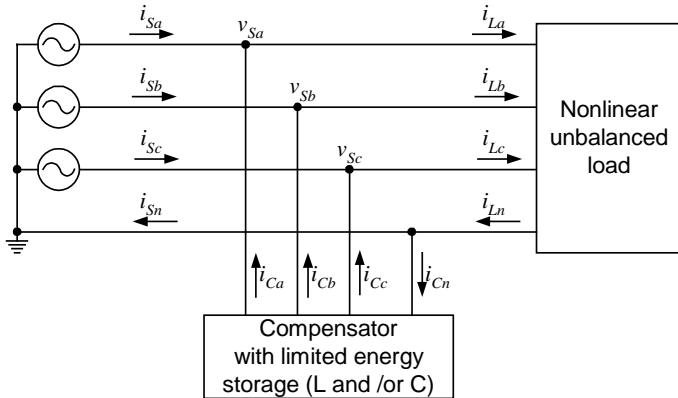 i_Sa
v_Sa
i_La
i_Sb
v_Sb
i_Lb
i_Sc
v_Sc
i_Lc
i_Sn
i_Ln
Nonlinear
unbalanced
load
i_Ca
i_Cb
i_Cc
i_Cn
Compensator
with limited energy
storage (L and /or C)